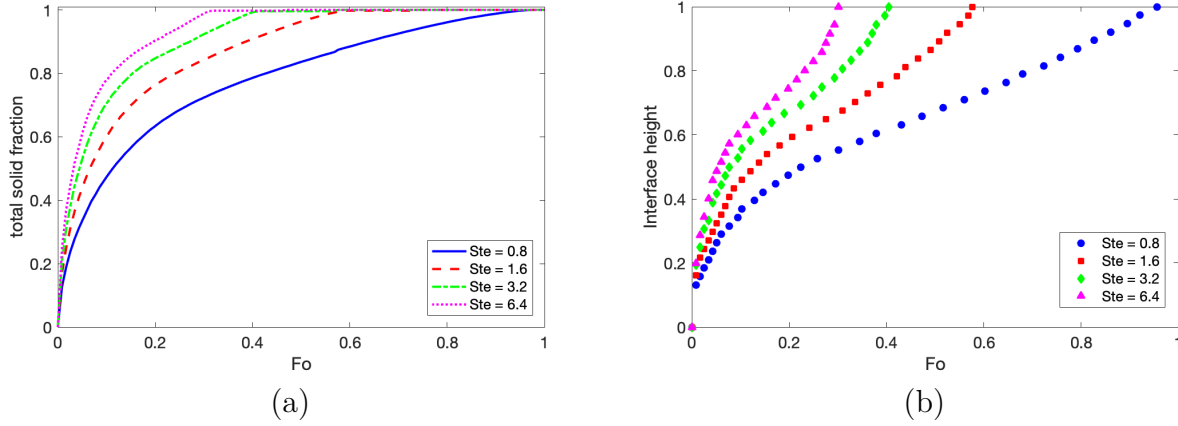 (a)
total solid fraction
1
0.8
0.6
0.4
0.2
0
0 0.2 0.4 0.6 0.8 1
Fo
Ste = 0.8
Ste = 1.6
Ste = 3.2
Ste = 6.4
(a)
Interface height
1
0.8
0.6
0.4
0.2
0
0 0.2 0.4 0.6 0.8 1
Fo
Ste = 0.8
Ste = 1.6
Ste = 3.2
Ste = 6.4
(b)